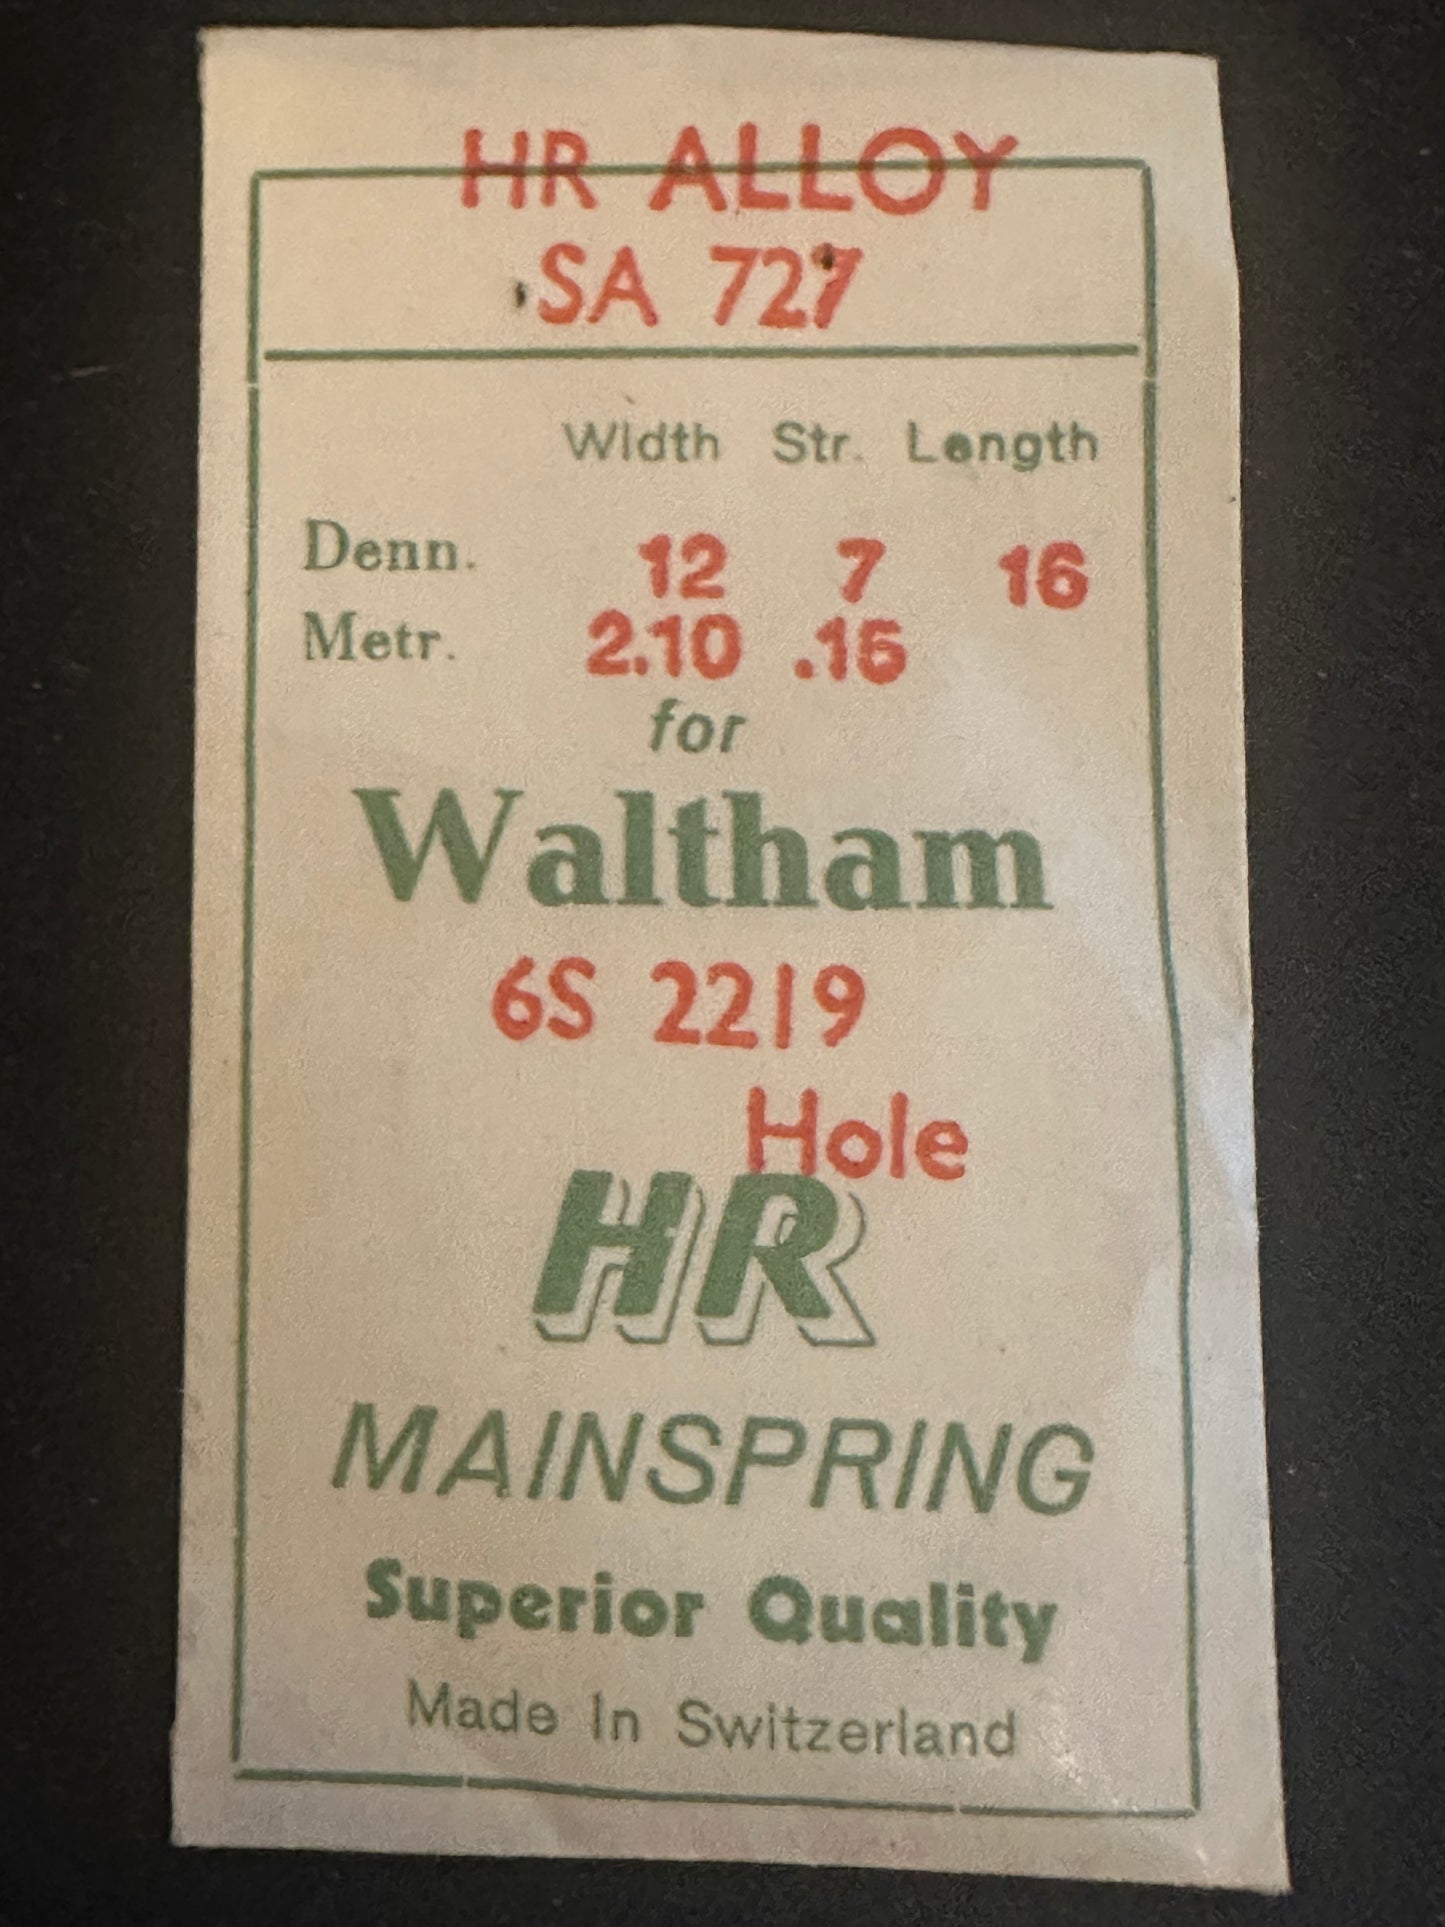 HR ALLOY
SA 727
Width Str. Length
Denn. 12 7 16
Metr. 2.10 .15
for
Waltham
6S 2219
Hole
HR
MAINSPRING
Superior Quality
Made In Switzerland